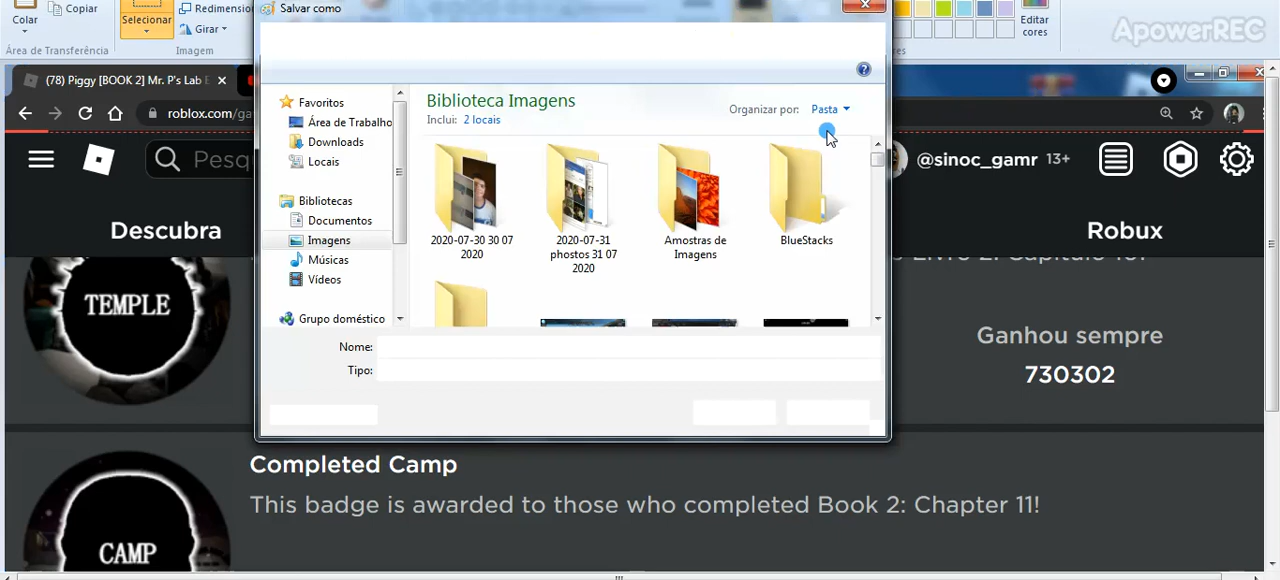 Colar
Copiar
Área de Transferência
Selecionar
Girar
Imagem
Salvar como
Editar
cores
ApowerREC
(78) Piggy [BOOK 2] Mr. P's Lab
roblox.com/ga
Favoritos
Área de Trabalho
Downloads
Locais
Bibliotecas
Documentos
Imagens
Músicas
Vídeos
Grupo doméstico
Biblioteca Imagens
Inclui: 2 locais
Organizar por: Pasta
2020-07-30 30 07
2020
2020-07-31
photos 31 07
2020
Amostras de
Imagens
BlueStacks
Nome:
Tipo:
@sinoc_gamr 13+
Descubra
Robux
TEMPLE
Ganhou sempre
730302
Completed Camp
This badge is awarded to those who completed Book 2: Chapter 11!
CAMP